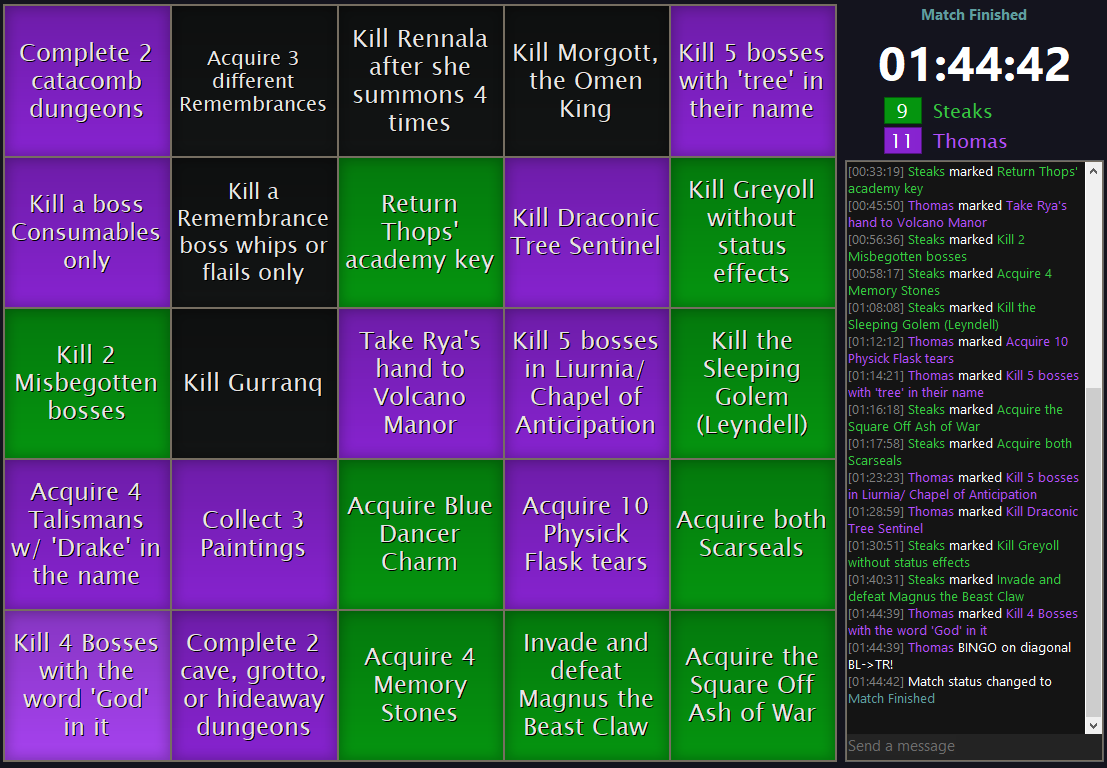 Complete 2
catacomb
dungeons
Acquire 3
different
Remembrances
Kill Rennala
after she
summons 4
times
Kill Morgott,
the Omen
King
Kill 5 bosses
with 'tree' in
their name
Kill a boss
Consumables
only
Kill a
Remembrance
boss whips or
flails only
Return
Thops'
academy key
Kill Draconic
Tree Sentinel
Kill Greyoll
without
status
effects
Kill 2
Misbegotten
bosses
Kill Gurranq
Take Rya's
hand to
Volcano
Manor
Kill 5 bosses
in Liurnia/
Chapel of
Anticipation
Kill the
Sleeping
Golem
(Leyndell)
Acquire 4
Talismans
w/ 'Drake' in
the name
Collect 3
Paintings
Acquire Blue
Dancer
Charm
Acquire 10
Physick
Flask tears
Acquire both
Scarseals
Kill 4 Bosses
with the
word 'God'
in it
Complete 2
cave, grotto,
or hideaway
dungeons
Acquire 4
Memory
Stones
Invade and
defeat
Magnus the
Beast Claw
Acquire the
Square Off
Ash of War
Match Finished
01:44:42
9 Steaks
11 Thomas
[00:33:19] Steaks marked Return Thops'
academy key
[00:45:50] Thomas marked Take Rya's
hand to Volcano Manor
[00:56:36] Steaks marked Kill 2
Misbegotten bosses
[00:58:17] Steaks marked Acquire 4
Memory Stones
[01:08:08] Steaks marked Kill the
Sleeping Golem (Leyndell)
[01:12:12] Thomas marked Acquire 10
Physick Flask tears
[01:14:21] Thomas marked Kill 5 bosses
with 'tree' in their name
[01:16:18] Steaks marked Acquire the
Square Off Ash of War
[01:17:58] Steaks marked Acquire both
Scarseals
[01:23:23] Thomas marked Kill 5 bosses
in Liurnia/ Chapel of Anticipation
[01:28:59] Thomas marked Kill Draconic
Tree Sentinel
[01:30:51] Steaks marked Kill Greyoll
without status effects
[01:40:31] Steaks marked Invade and
defeat Magnus the Beast Claw
[01:44:39] Thomas marked Kill 4 Bosses
with the word 'God' in it
[01:44:39] Thomas BINGO on diagonal
BL->TR!
[01:44:42] Match status changed to
Match Finished
Send a message